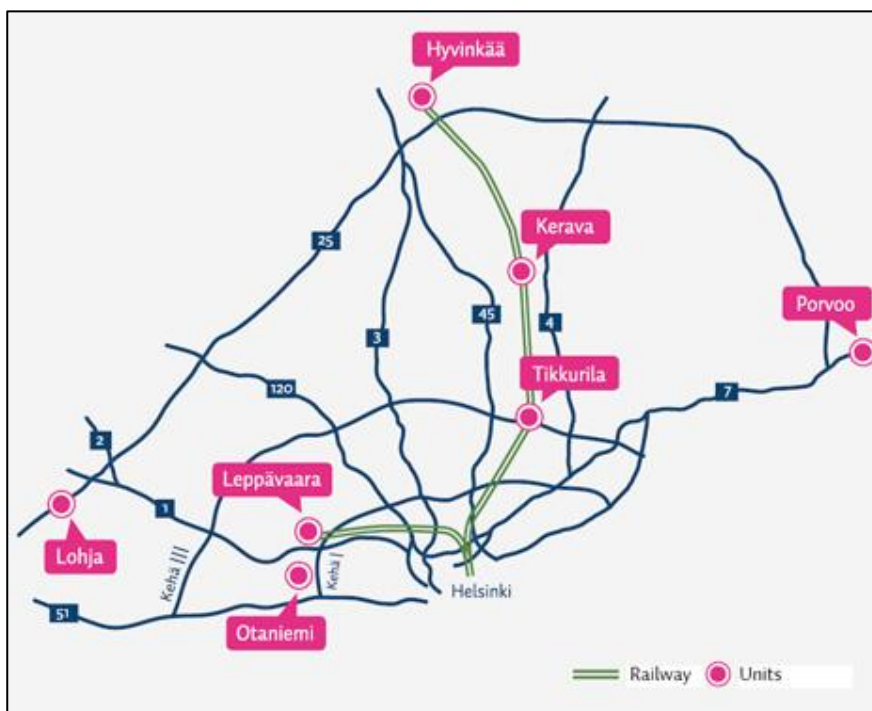 Hyvinkää
Kerava
25
Porvoo
45
3
4
Tikkurila
120
7
2
Leppävaara
1
Lohja
Kehä III
Kehä I
Helsinki
51
Otaniemi
Railway
Units